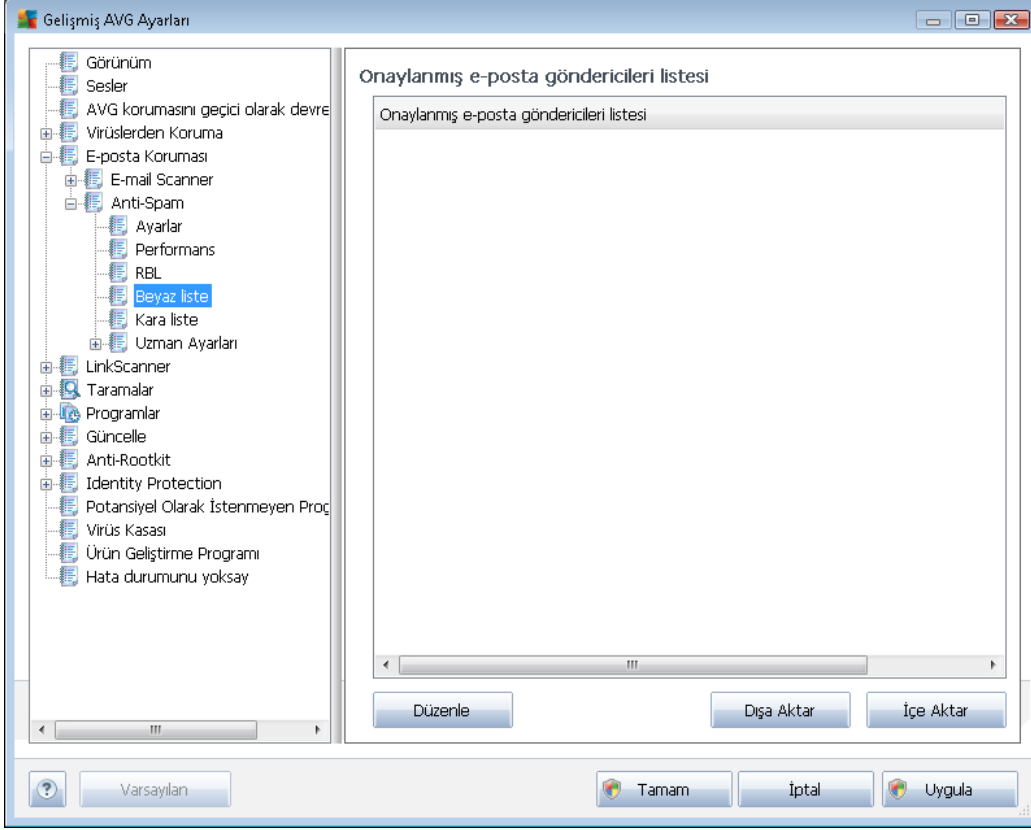 Gelişmiş AVG Ayarları
Görünüm
Sesler
AVG korumasını geçici olarak devre
Virüslerden Koruma
E-posta Koruması
E-mail Scanner
Anti-Spam
Ayarlar
Performans
RBL
Beyaz liste
Kara liste
Uzman Ayarları
LinkScanner
Taramalar
Programlar
Güncelle
Anti-Rootkit
Identity Protection
Potansiyel Olarak İstenmeyen Prog
Virüs Kasası
Ürün Geliştirme Programı
Hata durumunu yoksay
Onaylanmış e-posta göndericileri listesi
Onaylanmış e-posta göndericileri listesi
Düzenle
Dışa Aktar
İçe Aktar
?
Varsayılan
Tamam
İptal
Uygula